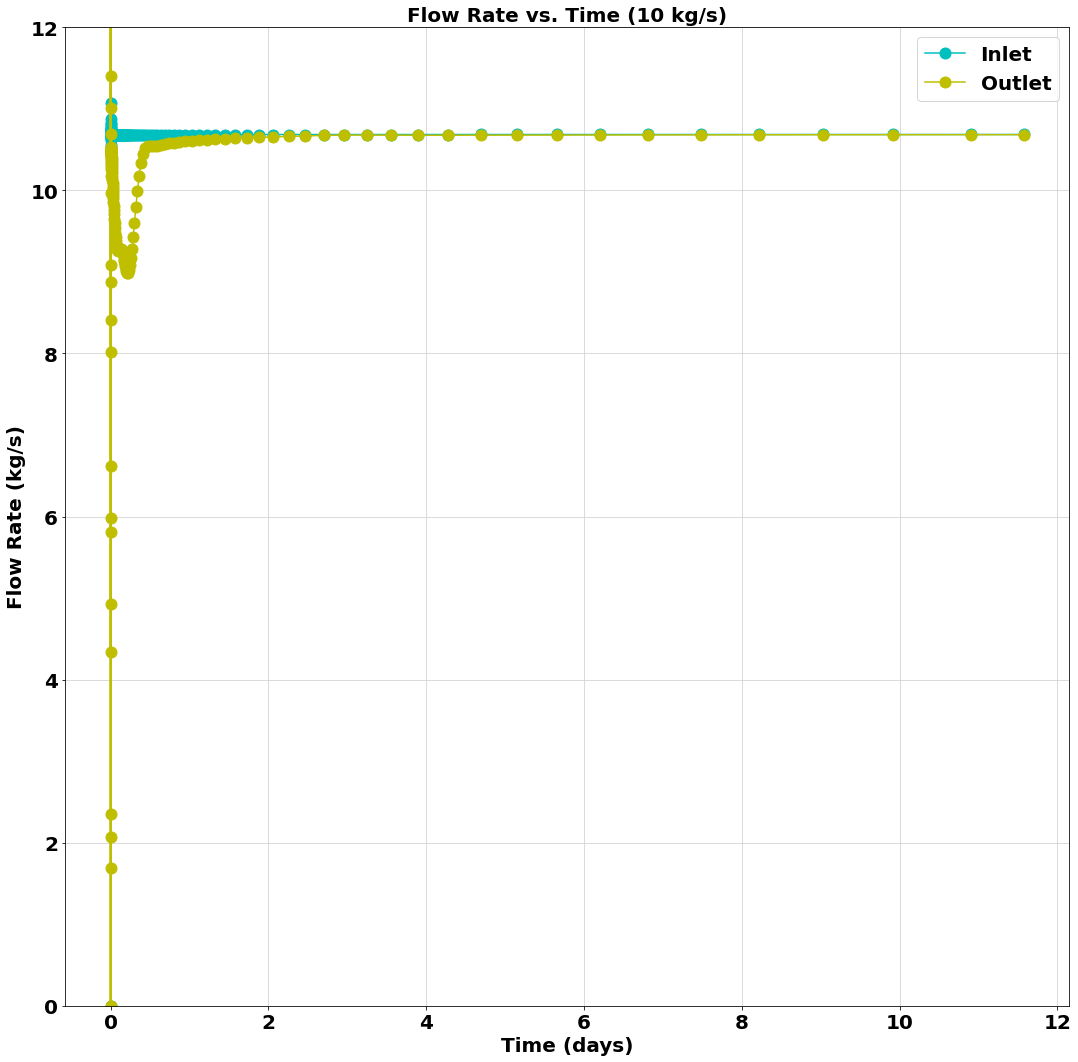 Flow Rate vs. Time (10 kg/s)
Inlet
Outlet
Flow Rate (kg/s)
12
10
8
6
4
2
0
0 2 4 6 8 10 12
Time (days)